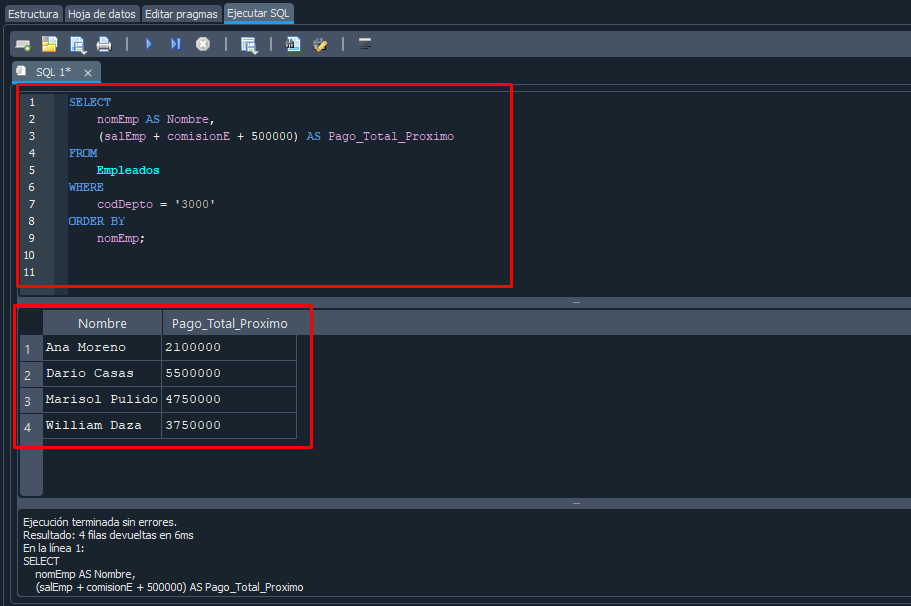 Estructura Hoja de datos Editar pragmas Ejecutar SQL
SQL 1*
1 SELECT
2 nomEmp AS Nombre,
3 (salEmp + comisionE + 500000) AS Pago_Total_Proximo
4 FROM
5 Empleados
6 WHERE
7 codDepto = '3000'
8 ORDER BY
9 nomEmp;
10
11
Nombre Pago_Total_Proximo
1 Ana Moreno 2100000
2 Dario Casas 5500000
3 Marisol Pulido 4750000
4 William Daza 3750000
Ejecución terminada sin errores.
Resultado: 4 filas devueltas en 6ms
En la línea 1:
SELECT
nomEmp AS Nombre,
(salEmp + comisionE + 500000) AS Pago_Total_Proximo